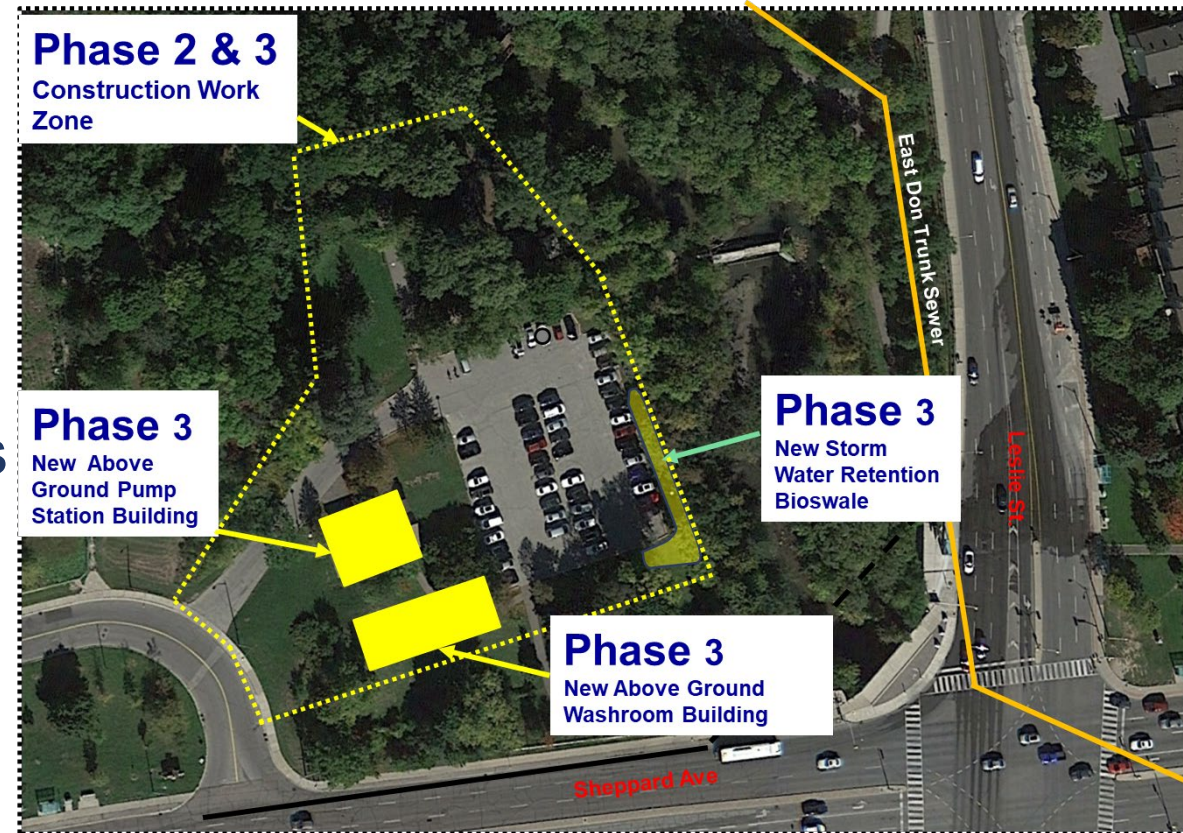 Phase 2 & 3
Construction Work
Zone
East Don Trunk Sewer
Phase 3
New Above
Ground Pump
Station Building
s
Phase 3
New Storm
Water Retention
Bioswale
Leslie St.
Phase 3
New Above Ground
Washroom Building
Sheppard Ave